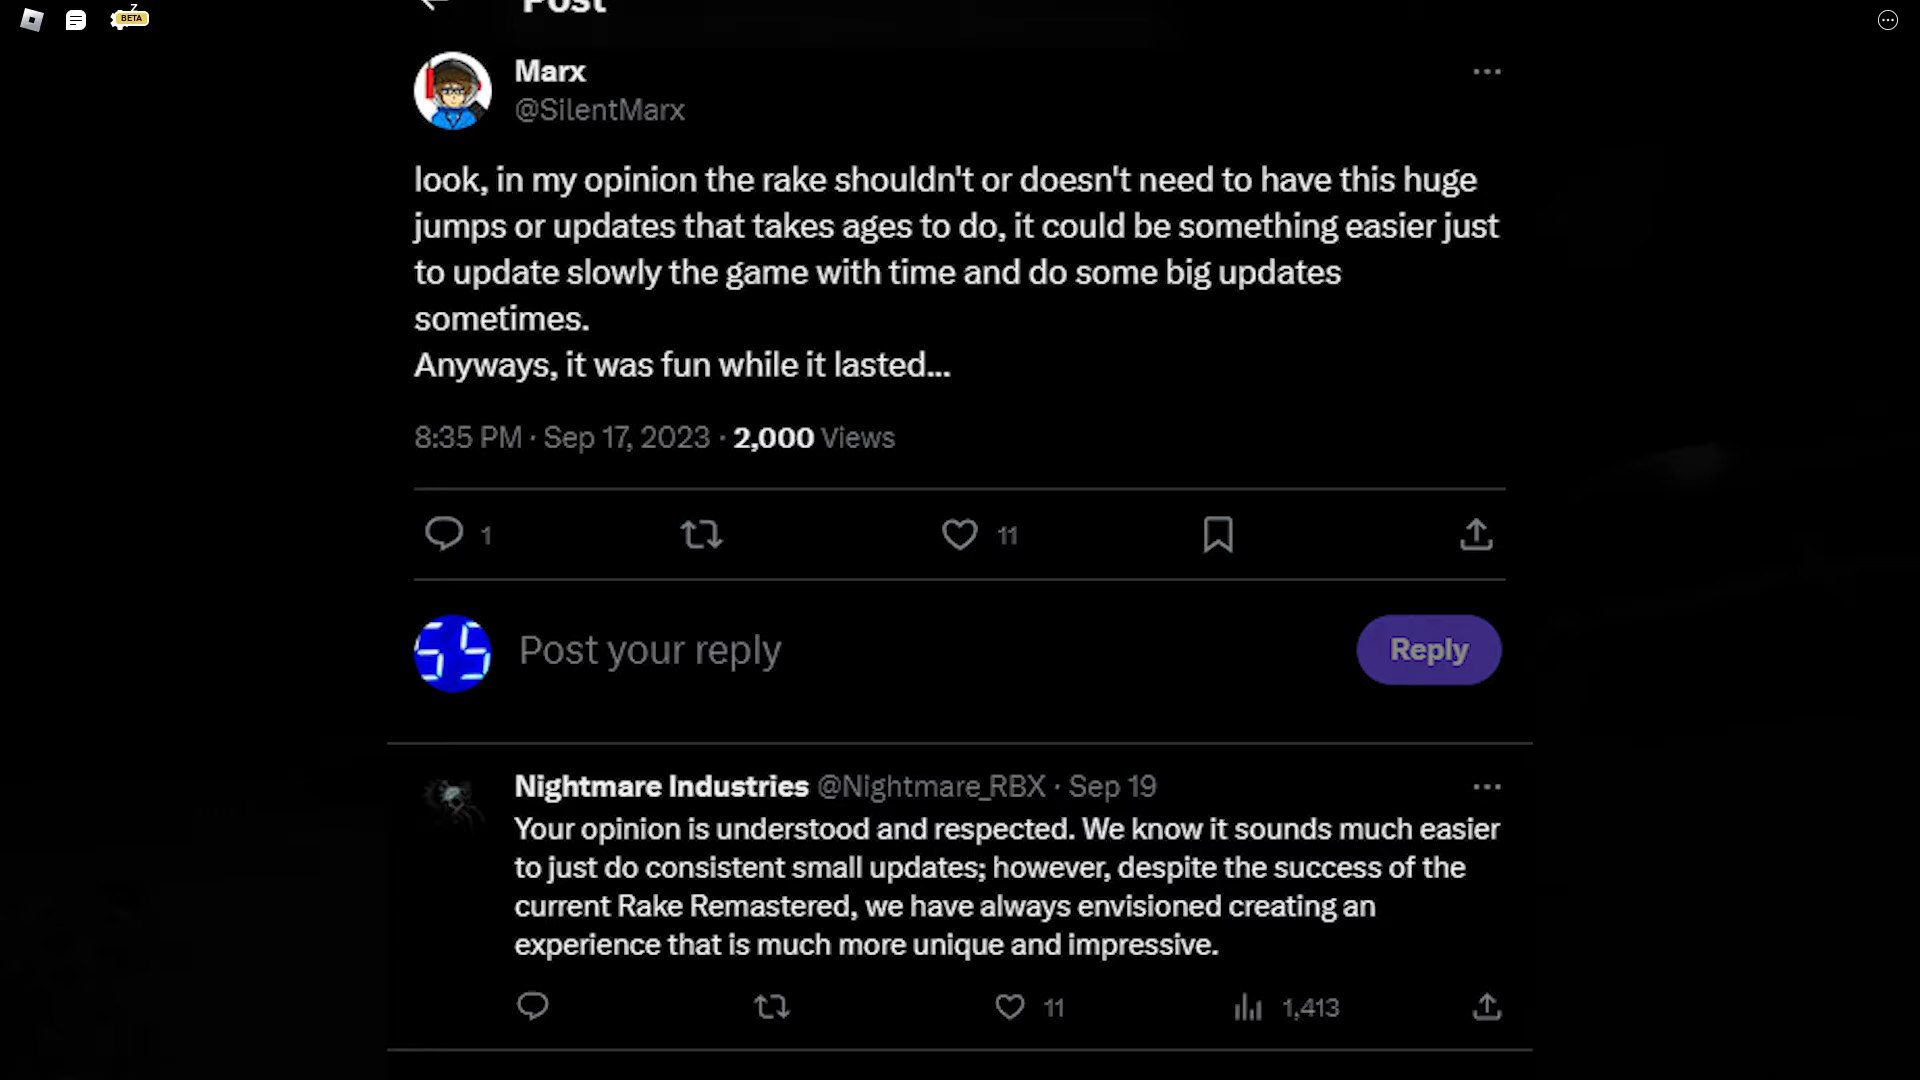 Z
BETA
Post
Marx
@SilentMarx
look, in my opinion the rake shouldn't or doesn't need to have this huge
jumps or updates that takes ages to do, it could be something easier just
to update slowly the game with time and do some big updates
sometimes.
Anyways, it was fun while it lasted...
8:35 PM · Sep 17, 2023 · 2,000 Views
1 11
55
Post your reply
Reply
Nightmare Industries @Nightmare_RBX · Sep 19
Your opinion is understood and respected. We know it sounds much easier
to just do consistent small updates; however, despite the success of the
current Rake Remastered, we have always envisioned creating an
experience that is much more unique and impressive.
11 1,413